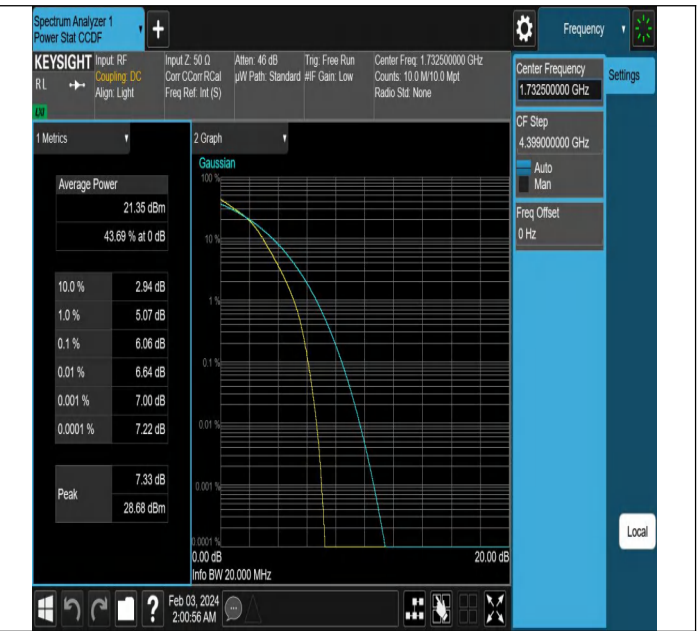 Spectrum Analyzer 1
Power Stat CCDF
+
Frequency
KEYSIGHT
RL
Input: RF
Coupling: DC
Align: Light
Input Z: 50 Ω
Corr CCorr RCal
Freq Ref: Int (S)
Atten: 46 dB
µW Path: Standard
Trig: Free Run
#IF Gain: Low
Center Freq: 1.732500000 GHz
Counts: 10.0 M/10.0 Mpt
Radio Std: None
LXI
1 Metrics
Average Power
21.35 dBm
43.69 % at 0 dB
10.0 % 2.94 dB
1.0 % 5.07 dB
0.1 % 6.06 dB
0.01 % 6.64 dB
0.001 % 7.00 dB
0.0001 % 7.22 dB
Peak
7.33 dB
28.68 dBm
2 Graph
Gaussian
100 %
10 %
1 %
0.1 %
0.01 %
0.001 %
0.0001 %
0.00 dB 20.00 dB
Info BW 20.000 MHz
Center Frequency
1.732500000 GHz
Settings
CF Step
4.399000000 GHz
Auto
Man
Freq Offset
0 Hz
Local
?
Feb 03, 2024
2:00:56 AM